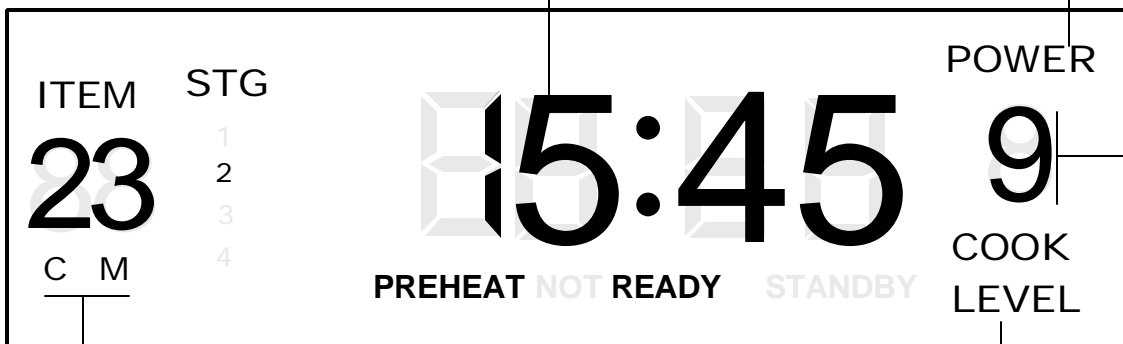 ITEM STG POWER
23 1 15:45 9
2
3
4
C M COOK
PREHEAT NOT READY STANDBY LEVEL